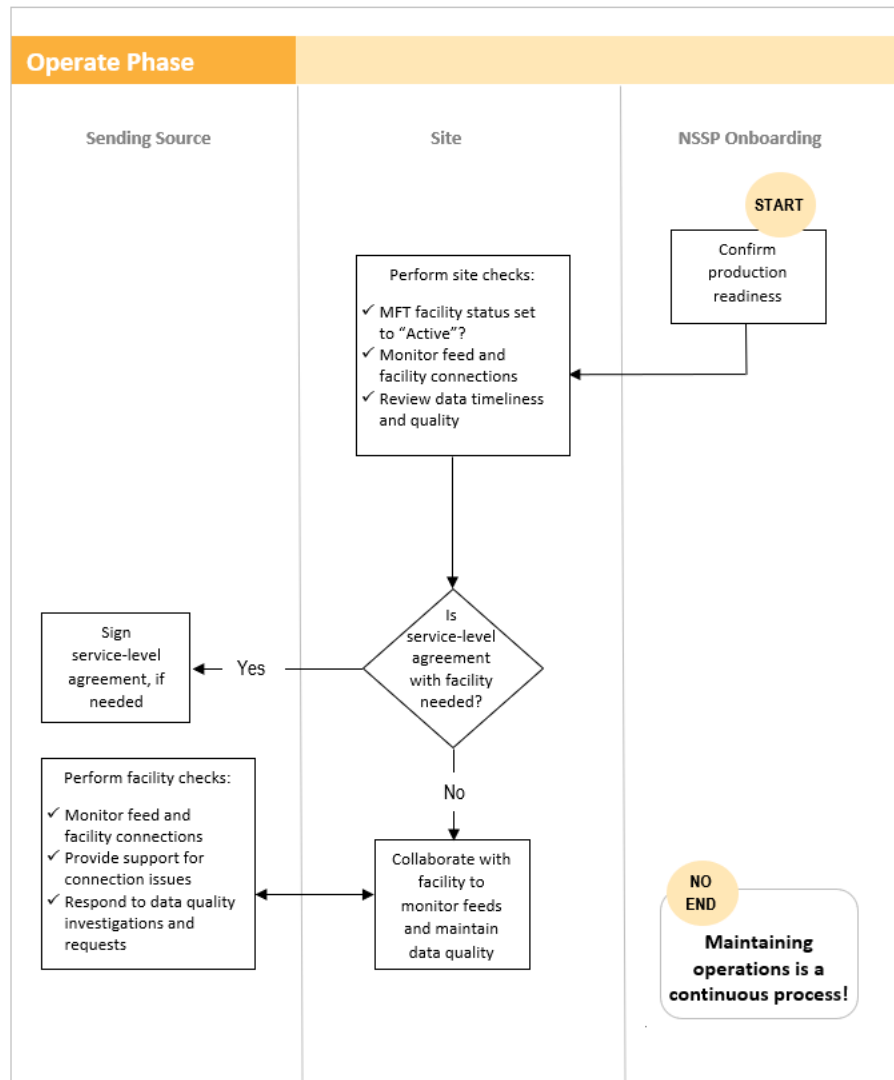 Operate Phase
Sending Source
Site
NSSP Onboarding
START
Confirm
production
readiness
Perform site checks:
✓ MFT facility status set
to “Active”?
✓ Monitor feed and
facility connections
✓ Review data timeliness
and quality
Is
service-level
agreement
with facility
needed?
Yes
Sign
service-level
agreement, if
needed
No
Perform facility checks:
✓ Monitor feed and
facility connections
✓ Provide support for
connection issues
✓ Respond to data quality
investigations and
requests
Collaborate with
facility to
monitor feeds
and maintain
data quality
NO
END
Maintaining
operations is a
continuous process!